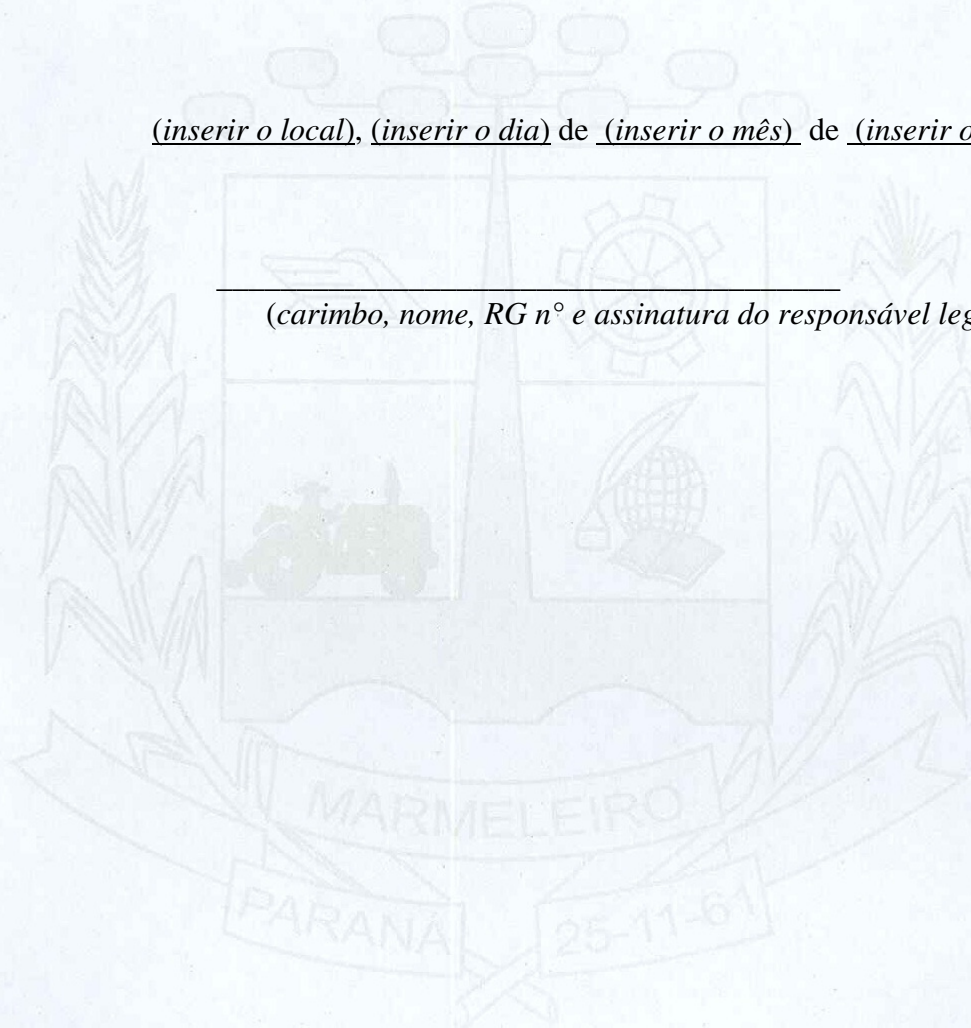 (inserir o local), (inserir o dia) de (inserir o mês) de (inserir o
(carimbo, nome, RG n° e assinatura do responsável leg
MARMELEIRO
PARANÁ 25-11-61